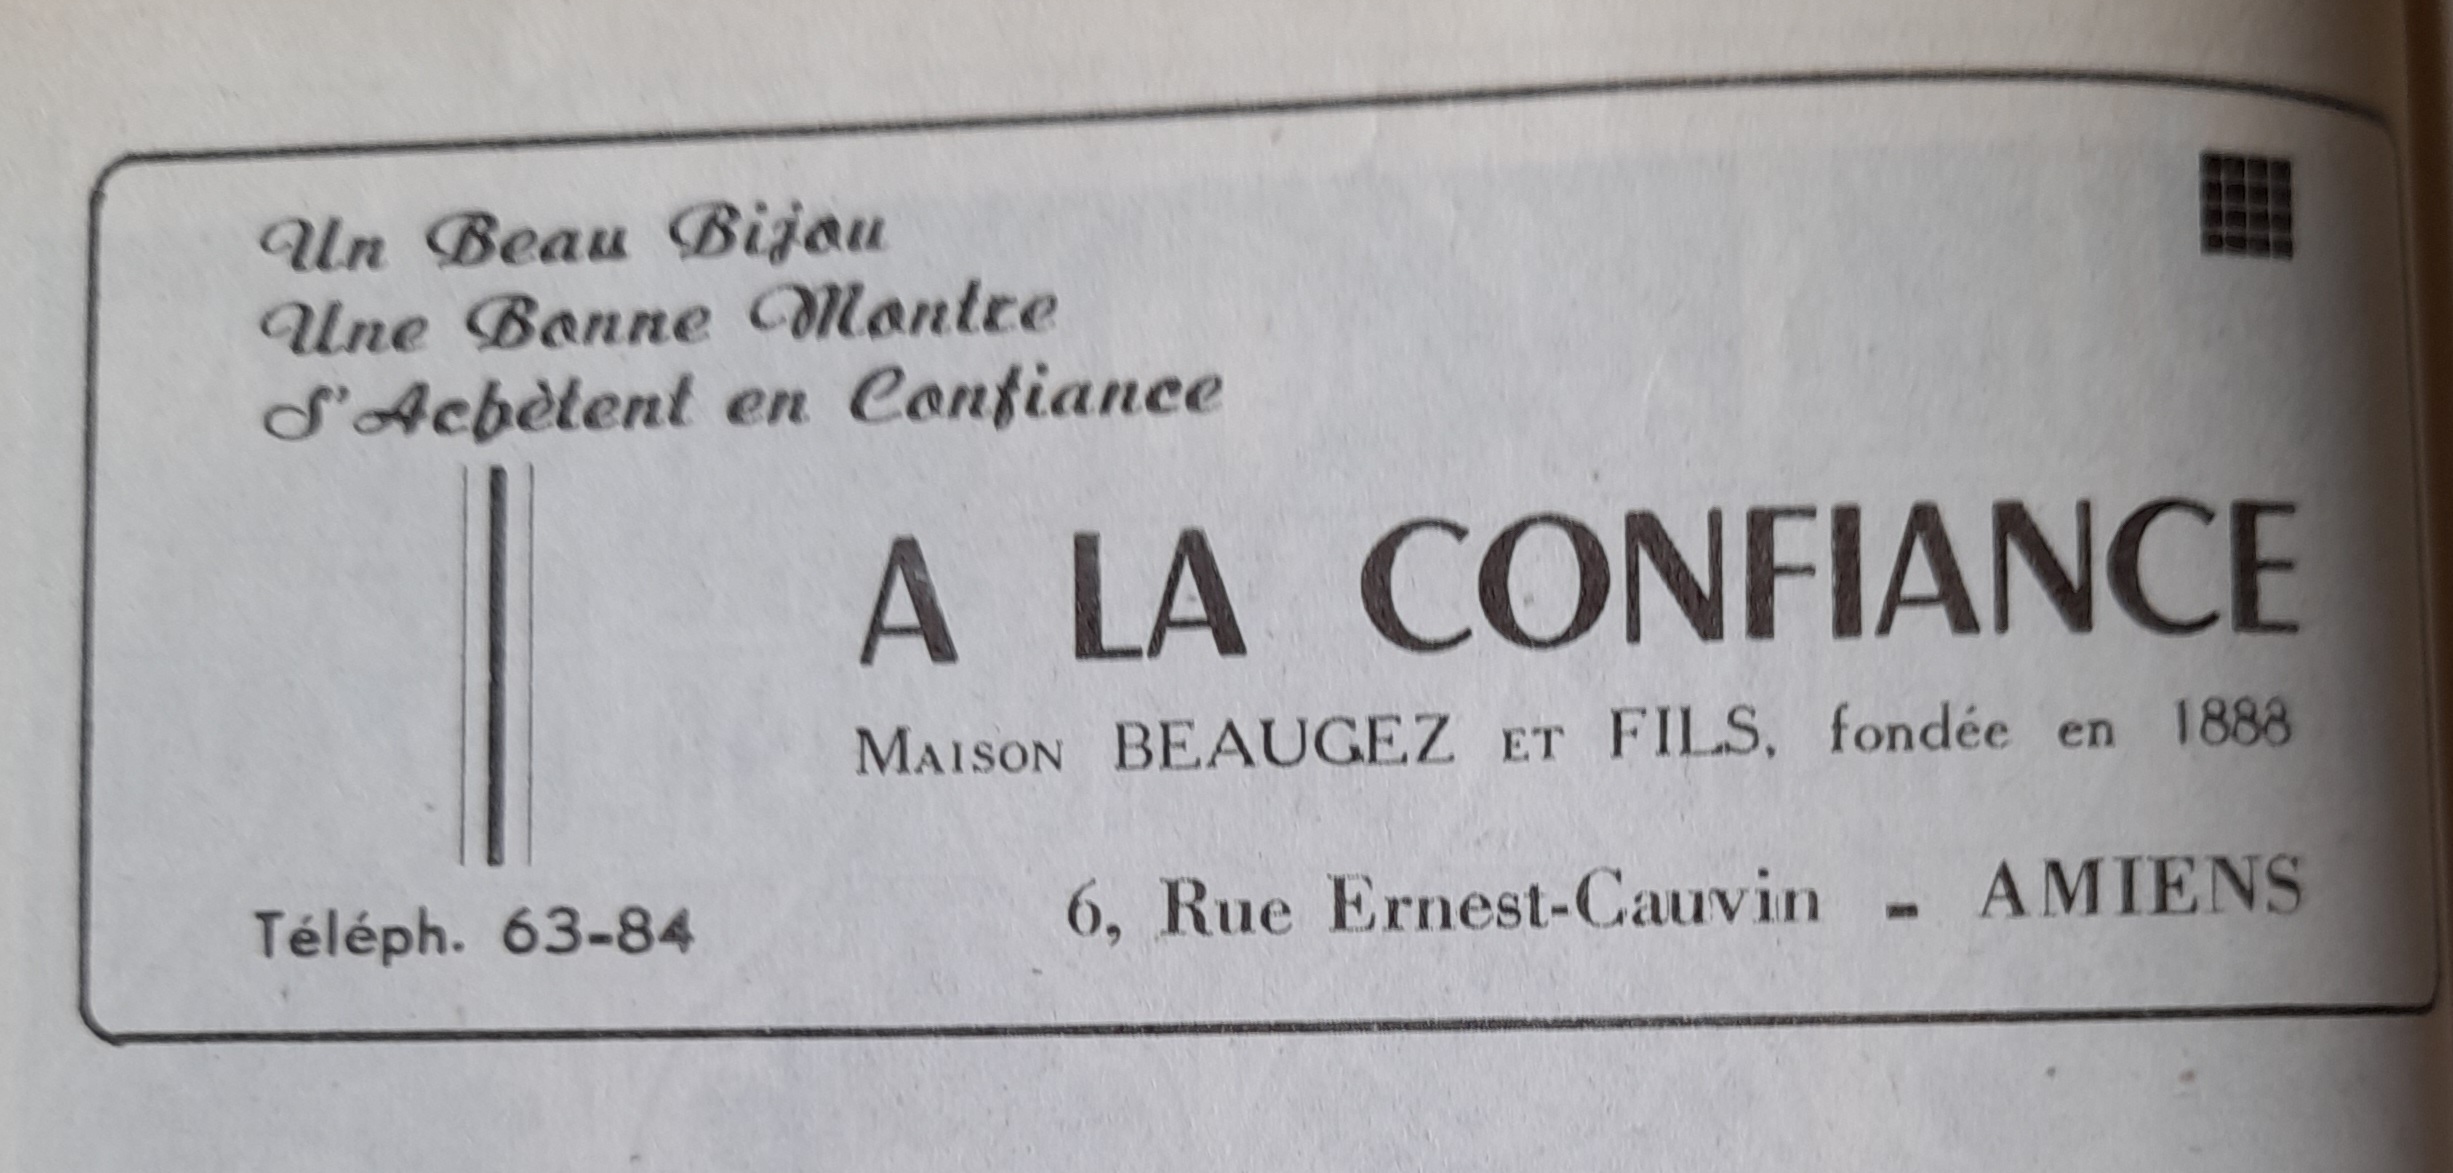 Un Beau Bijou
Une Bonne Montre
S'Achètent en Confiance
A LA CONFIANCE
MAISON BEAUGEZ ET FILS, fondée en 1888
Téléph. 63-84
6, Rue Ernest-Cauvin - AMIENS